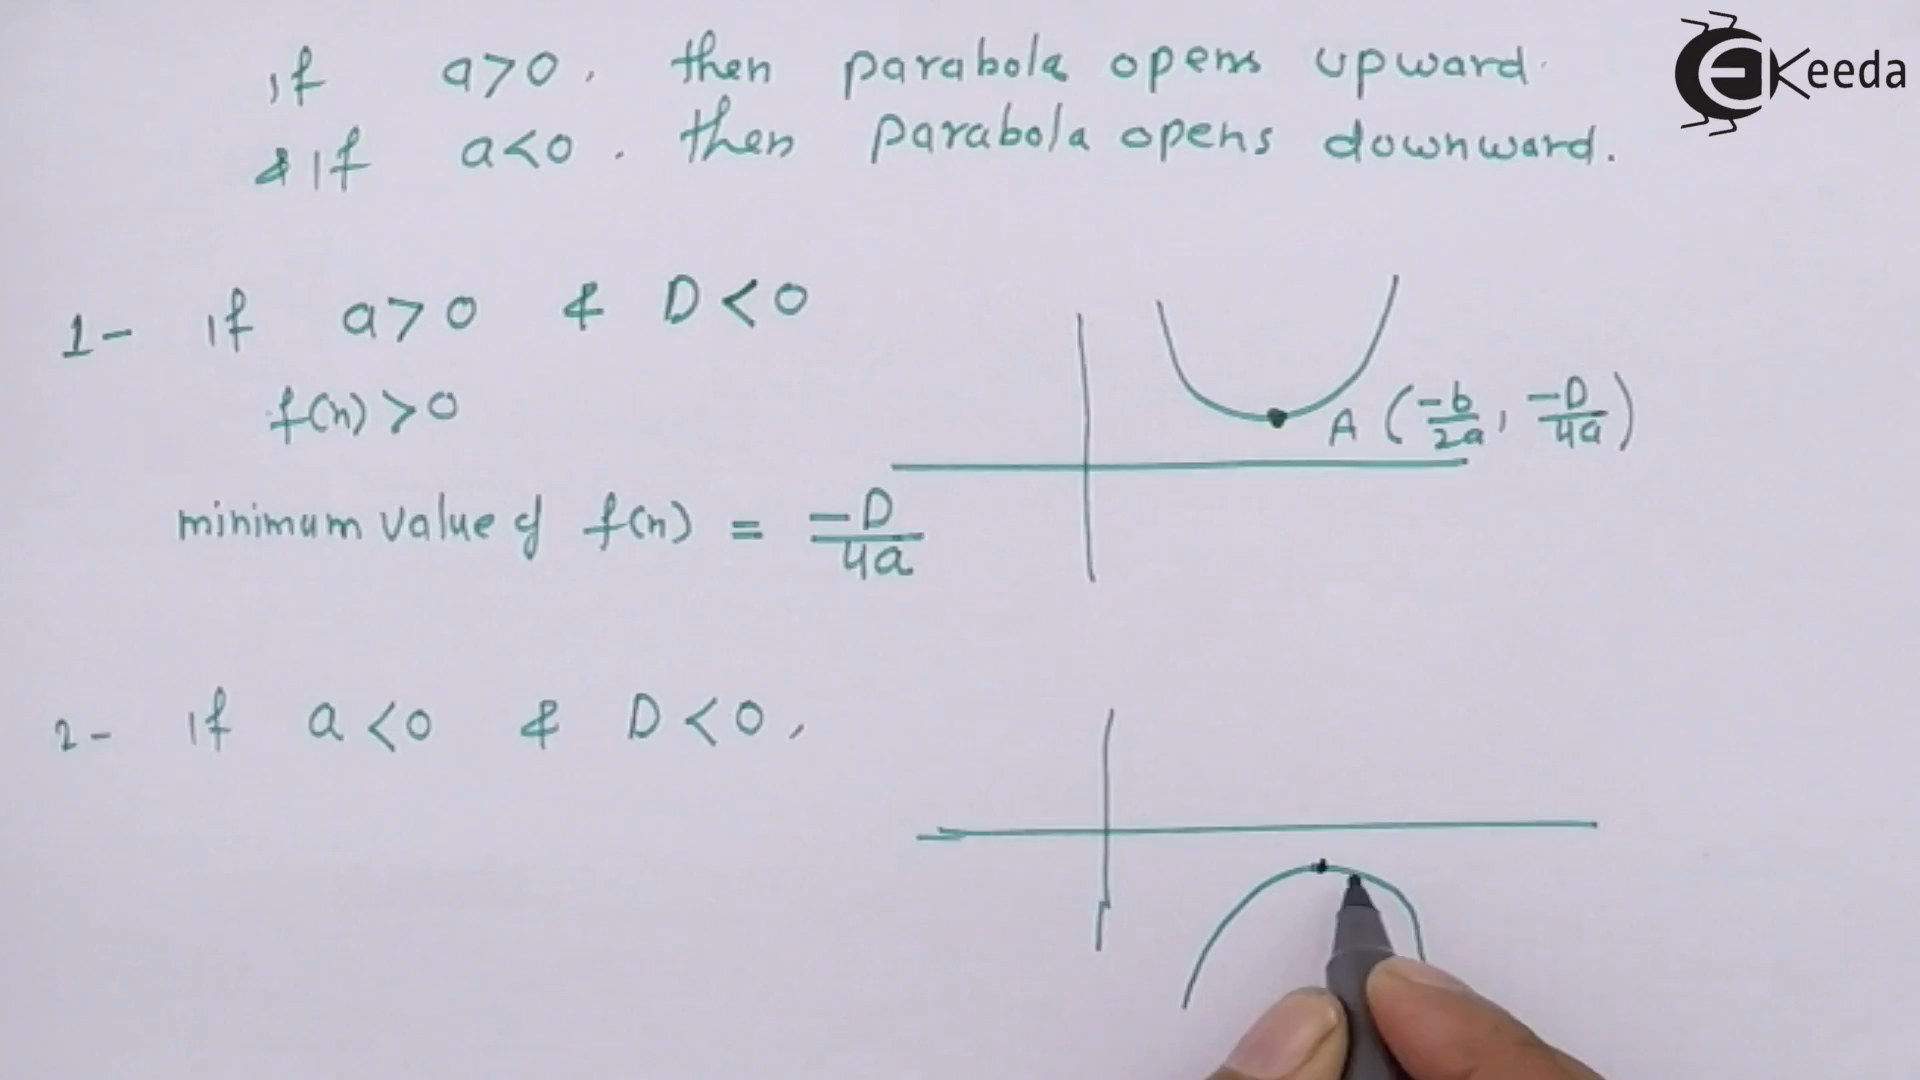 if a>0, then parabola opens upward.
& if a<0. then parabola opens downward.
EKeeda
1- if a>0 & D<0
f(n)>0
A (-b/2a, -D/4a)
minimum value of f(n) = -D/4a
2- if a<0 & D<0,